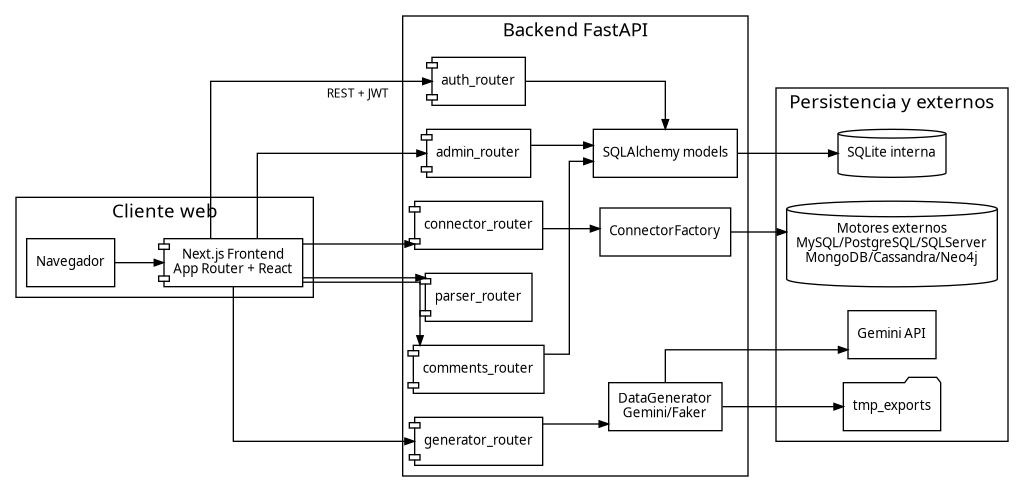 Cliente web
Navegador
Next.js Frontend
App Router + React
REST + JWT
Backend FastAPI
auth_router
admin_router
connector_router
parser_router
comments_router
generator_router
SQLAlchemy models
ConnectorFactory
DataGenerator
Gemini/Faker
Persistencia y externos
SQLite interna
Motores externos
MySQL/PostgreSQL/SQLServer
MongoDB/Cassandra/Neo4j
Gemini API
tmp_exports